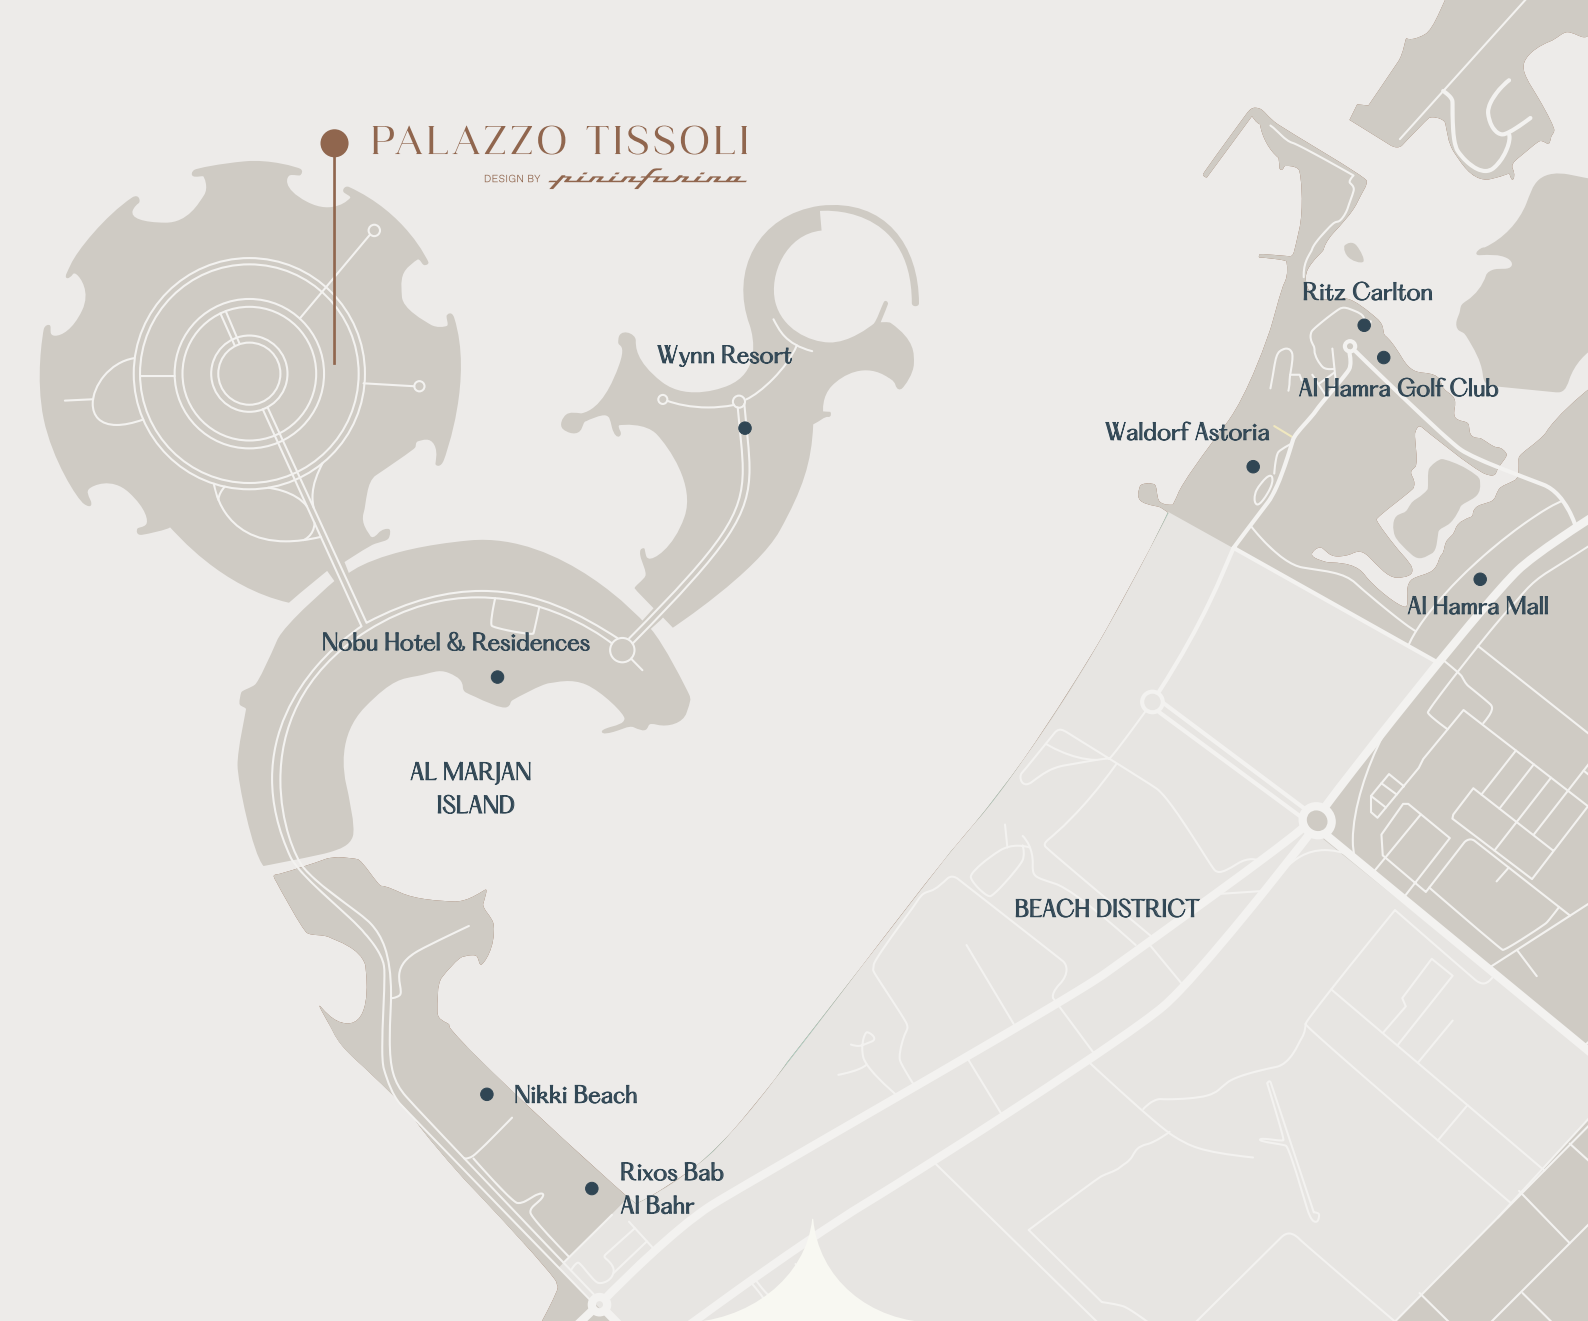 PALAZZO TISSOLI
DESIGN BY pininfarina
Ritz Carlton
Wynn Resort
Al Hamra Golf Club
Waldorf Astoria
Al Hamra Mall
Nobu Hotel & Residences
AL MARJAN
ISLAND
BEACH DISTRICT
Nikki Beach
Rixos Bab
Al Bahr